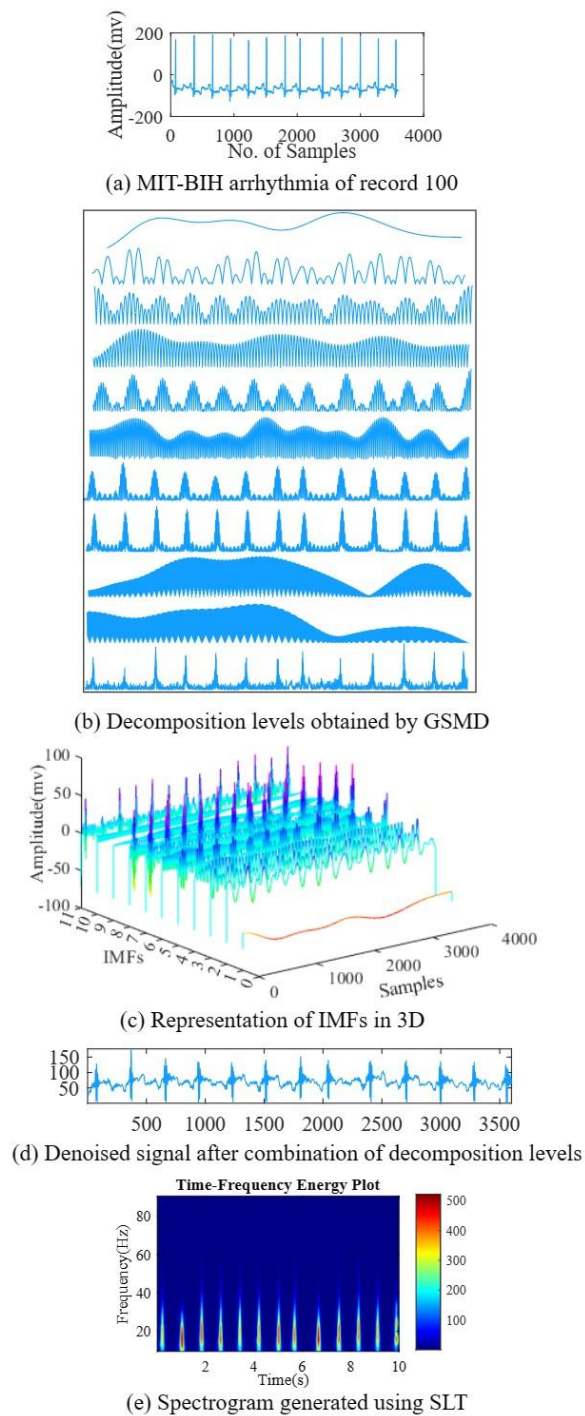 Amplitude(mv)
200
0
-200
0 1000 2000 3000 4000
No. of Samples
(a) MIT-BIH arrhythmia of record 100
(b) Decomposition levels obtained by GSMD
Amplitude(mv)
100
50
0
-50
-100
11 10 9 8 7 6 5 4 3 2 1 0
IMFs
0 1000 2000 3000 4000
Samples
(c) Representation of IMFs in 3D
150
100
50
500 1000 1500 2000 2500 3000 3500
(d) Denoised signal after combination of decomposition levels
Time-Frequency Energy Plot
Frequency(Hz)
80
60
40
20
2 4 6 8 10
Time(s)
500
400
300
200
100
(e) Spectrogram generated using SLT